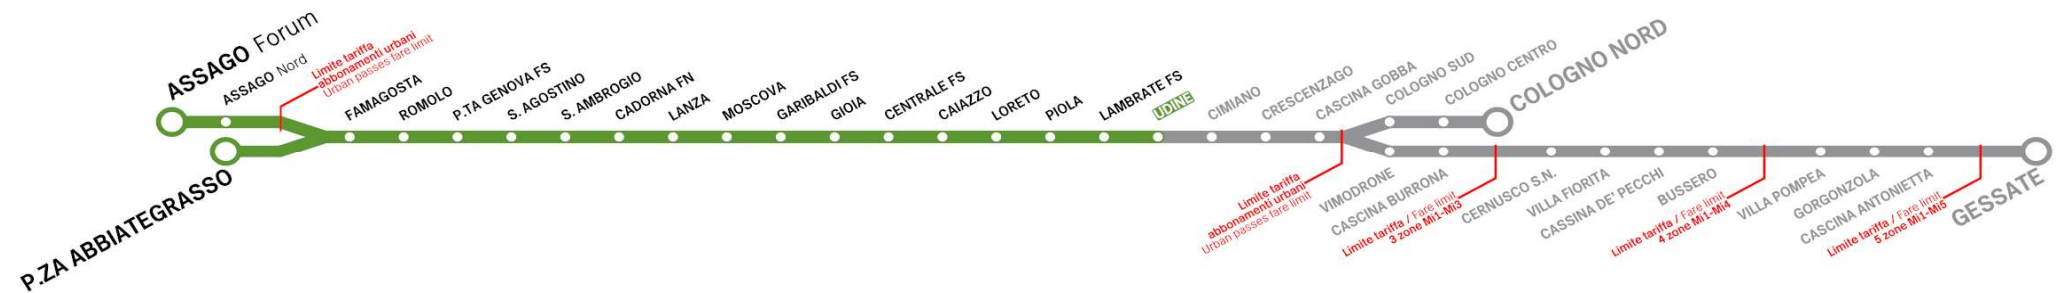 ASSAGO Forum
ASSAGO Nord
Limite tariffa
abbonamenti urbani
Urban passes fare limit
P.ZA ABBIATEGRASSO
FAMAGOSTA
ROMOLO
P.TA GENOVA FS
S. AGOSTINO
S. AMBROGIO
CADORNA FN
LANZA
MOSCOVA
GARIBALDI FS
GIOIA
CENTRALE FS
CAIAZZO
LORETO
PIOLA
LAMBRATE FS
UDINE
CIMIANO
CRESCENZAGO
CASCINA GOBBA
COLOGNO SUD
COLOGNO CENTRO
COLOGNO NORD
Limite tariffa
abbonamenti urbani
Urban passes fare limit
VIMODRONE
CASCINA BURRONA
Limite tariffa / Fare limit
3 zone Mi1-Mi3
CERNUSCO S.N.
VILLA FIORITA
CASSINA DE' PECCHI
BUSSERO
Limite tariffa / Fare limit
4 zone Mi1-Mi4
VILLA POMPEA
GORGONZOLA
CASCINA ANTONIETTA
Limite tariffa / Fare limit
5 zone Mi1-Mi5
GESSATE